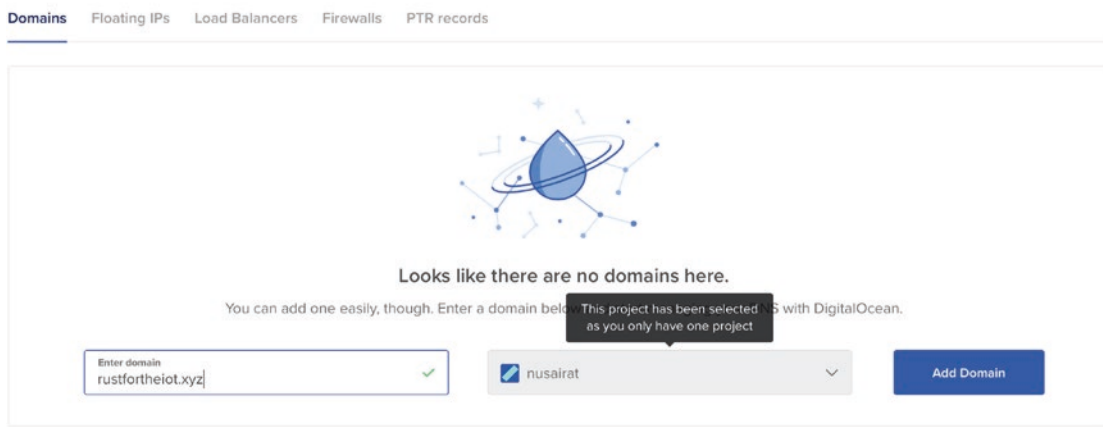 Domains Floating IPs Load Balancers Firewalls PTR records
Looks like there are no domains here.
You can add one easily, though. Enter a domain below NS with DigitalOcean.
This project has been selected
as you only have one project
Enter domain
rustfortheiot.xyz
nusairat
Add Domain